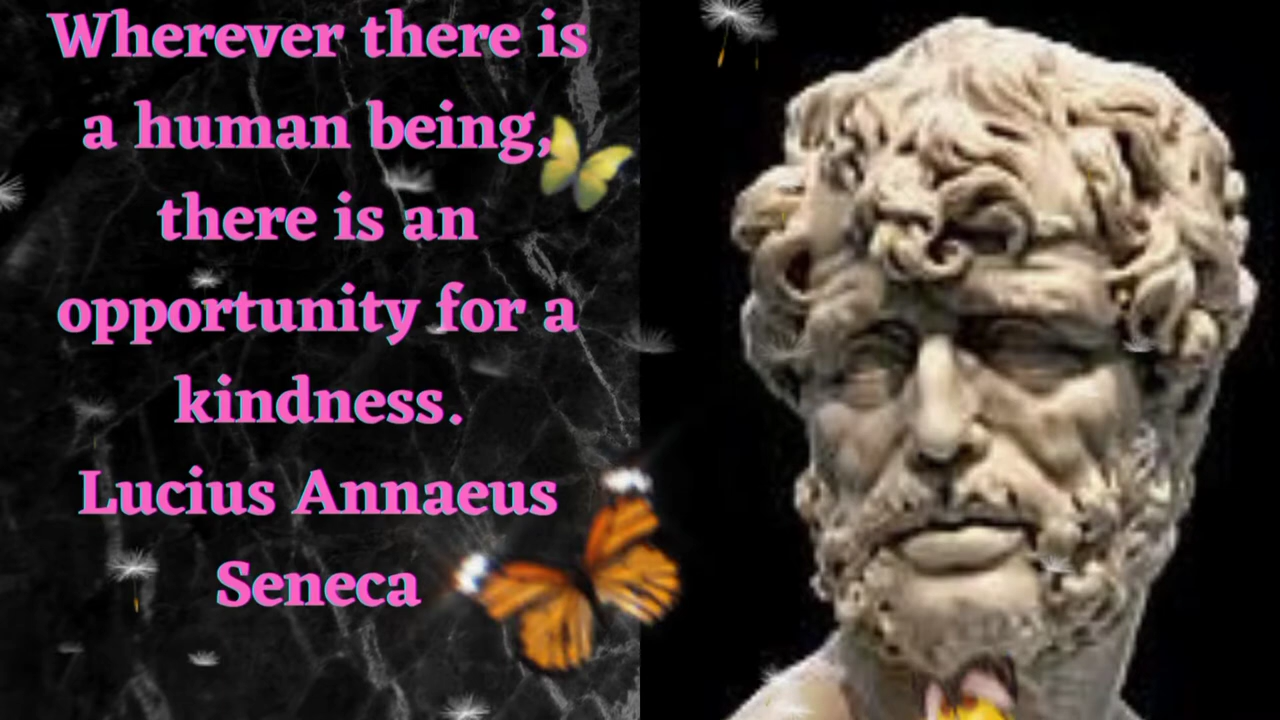 Wherever there is
a human being,
there is an
opportunity for a
kindness.
Lucius Annaeus
Seneca